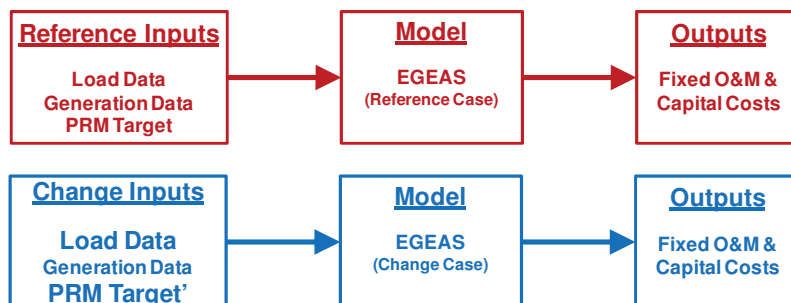 Reference Inputs
Load Data
Generation Data
PRM Target
Model
EGEAS
(Reference Case)
Outputs
Fixed O&M &
Capital Costs
Change Inputs
Load Data
Generation Data
PRM Target’
Model
EGEAS
(Change Case)
Outputs
Fixed O&M &
Capital Costs